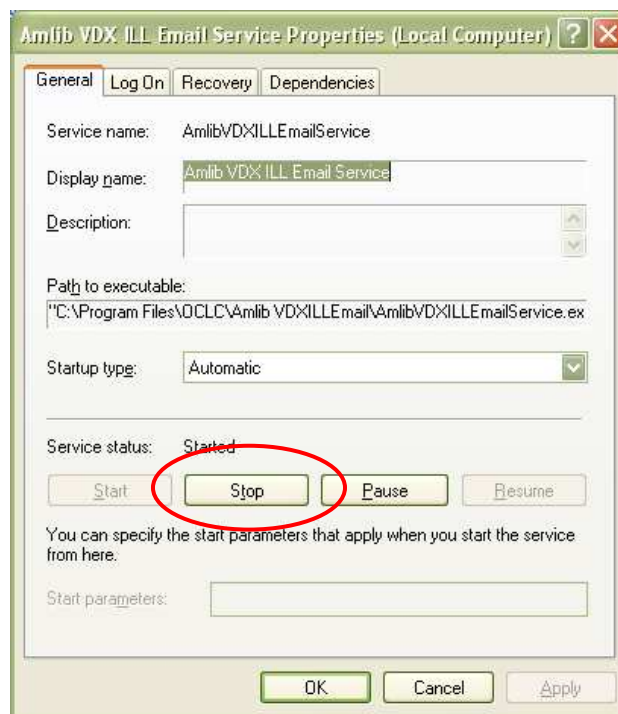 Amlib VDX ILL Email Service Properties (Local Computer)
General Log On Recovery Dependencies
Service name: AmlibVDXILLEmailService
Display name: Amlib VDX ILL Email Service
Description:
Path to executable:
"C:\Program Files\OCLC\Amlib VDXILLEmail\AmlibVDXILLEmailService.ex
Startup type: Automatic
Service status: Started
Start Stop Pause Resume
You can specify the start parameters that apply when you start the service
from here.
Start parameters:
OK Cancel Apply